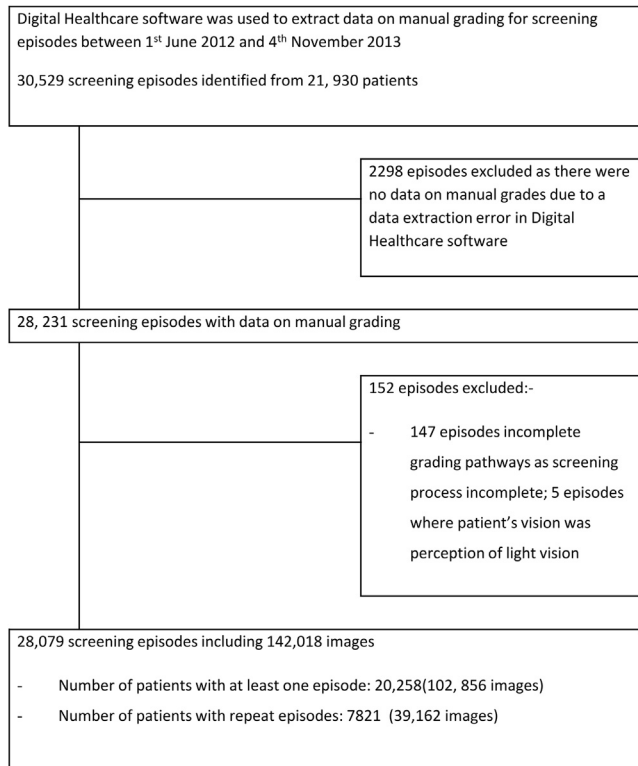 Digital Healthcare software was used to extract data on manual grading for screening
episodes between 1st June 2012 and 4th November 2013
30,529 screening episodes identified from 21, 930 patients
2298 episodes excluded as there were
no data on manual grades due to a
data extraction error in Digital
Healthcare software
28, 231 screening episodes with data on manual grading
152 episodes excluded:-
- 147 episodes incomplete
grading pathways as screening
process incomplete; 5 episodes
where patient’s vision was
perception of light vision
28,079 screening episodes including 142,018 images
- Number of patients with at least one episode: 20,258(102, 856 images)
- Number of patients with repeat episodes: 7821 (39,162 images)